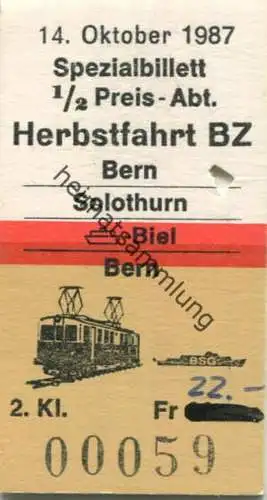 14. Oktober 1987
Spezialbillett
1/2 Preis-Abt.
Herbstfahrt BZ
Bern
Solothurn
Biel
Bern
heimatsammlung
BSG
22.-
2. Kl. Fr
00059